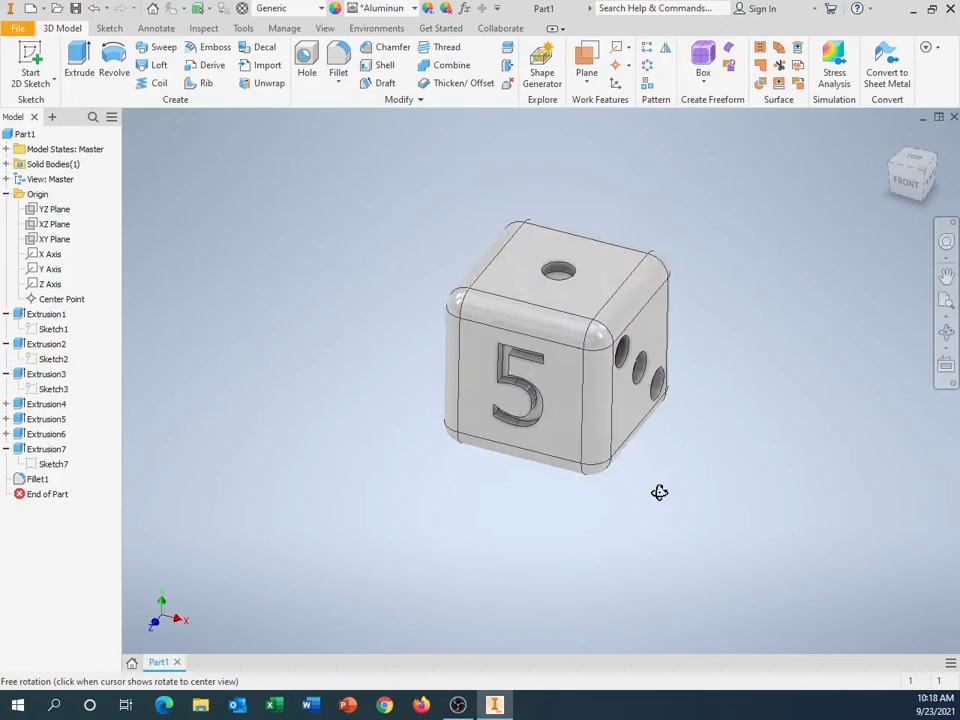 Generic
*Aluminun
fx
Part1
Search Help & Commands...
Sign In
File
3D Model
Sketch
Annotate
Inspect
Tools
Manage
View
Environments
Get Started
Collaborate
Start
2D Sketch
Extrude
Revolve
Sweep
Loft
Coil
Emboss
Derive
Rib
Decal
Import
Unwrap
Hole
Fillet
Chamfer
Shell
Draft
Thread
Combine
Thicken/ Offset
Shape
Generator
Plane
Box
Stress
Analysis
Convert to
Sheet Metal
Sketch
Create
Modify
Explore
Work Features
Pattern
Create Freeform
Surface
Simulation
Convert
Model
Part1
Model States: Master
Solid Bodies(1)
View: Master
Origin
YZ Plane
XZ Plane
XY Plane
X Axis
Y Axis
Z Axis
Center Point
Extrusion1
Sketch1
Extrusion2
Sketch2
Extrusion3
Sketch3
Extrusion4
Extrusion5
Extrusion6
Extrusion7
Sketch7
Fillet1
End of Part
TOP
FRONT
5
X
Z
Part1
Free rotation (click when cursor shows rotate to center view)
1
1
10:18 AM
9/23/2021